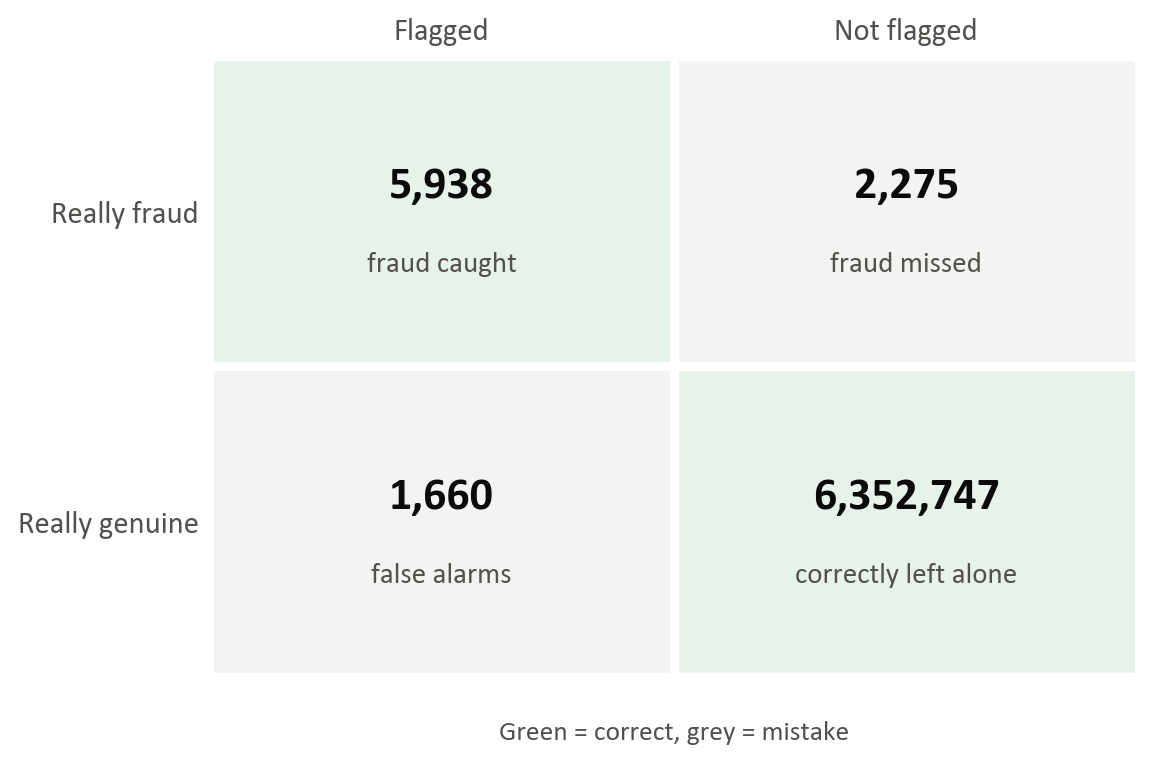 Flagged
Not flagged
Really fraud
5,938
fraud caught
2,275
fraud missed
Really genuine
1,660
false alarms
6,352,747
correctly left alone
Green = correct, grey = mistake